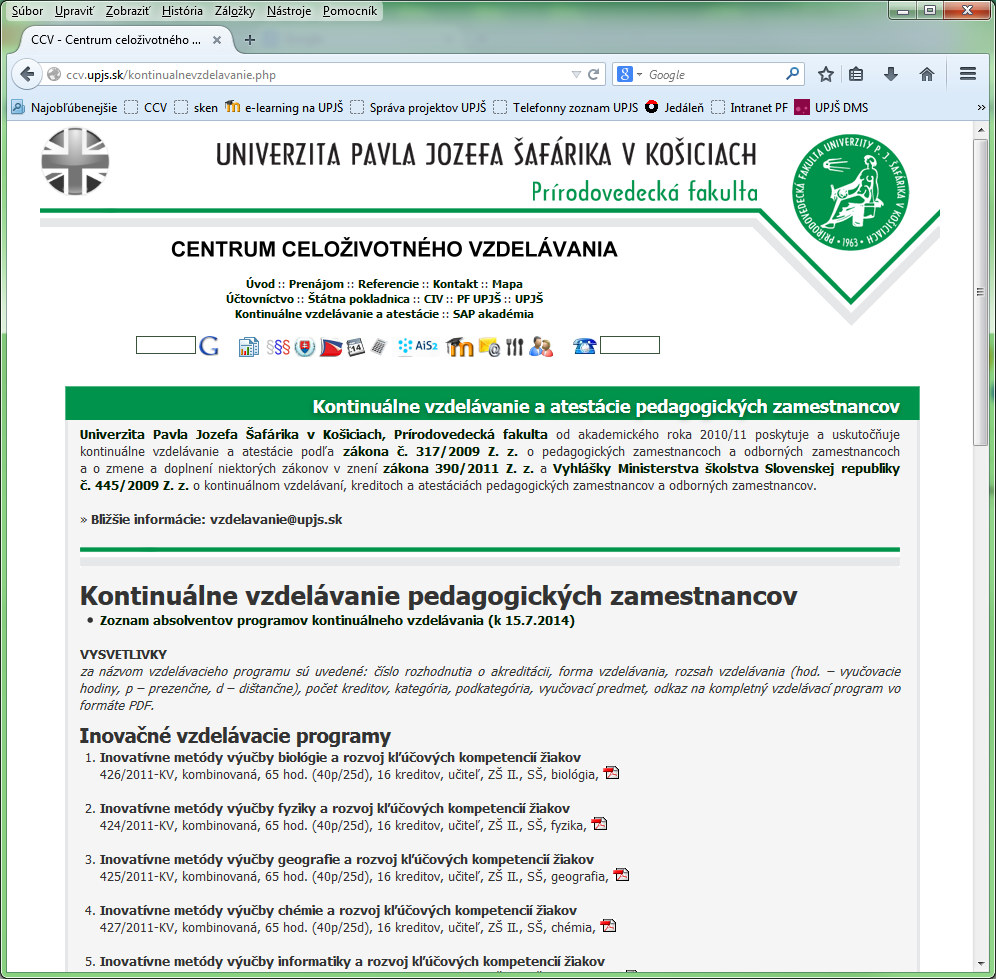 Súbor Upraviť Zobraziť História Záložky Nástroje Pomocník
CCV - Centrum celoživotného ...
ccv.upjs.sk/kontinualnevzdelavanie.php
Google
Najobľúbenejšie CCV sken e-learning na UPJŠ Správa projektov UPJŠ Telefonny zoznam UPJS Jedáleň Intranet PF UPJŠ DMS
UNIVERZITA PAVLA JOZEFA ŠAFÁRIKA V KOŠICIACH
Prírodovedecká fakulta
PRÍRODOVEDECKÁ FAKULTA UNIVERZITY P. J. ŠAFÁRIKA V KOŠICIACH • 1963 •
CENTRUM CELOŽIVOTNÉHO VZDELÁVANIA
Úvod :: Prenájom :: Referencie :: Kontakt :: Mapa
Účtovníctvo :: Štátna pokladnica :: CIV :: PF UPJŠ :: UPJŠ
Kontinuálne vzdelávanie a atestácie :: SAP akadémia
G §§§ 14 AiS2 m @
Kontinuálne vzdelávanie a atestácie pedagogických zamestnancov
Univerzita Pavla Jozefa Šafárika v Košiciach, Prírodovedecká fakulta od akademického roka 2010/11 poskytuje a uskutočňuje
kontinuálne vzdelávanie a atestácie podľa zákona č. 317/2009 Z. z. o pedagogických zamestnancoch a odborných zamestnancoch
a o zmene a doplnení niektorých zákonov v znení zákona 390/2011 Z. z. a Vyhlášky Ministerstva školstva Slovenskej republiky
č. 445/2009 Z. z. o kontinuálnom vzdelávaní, kreditoch a atestáciách pedagogických zamestnancov a odborných zamestnancov.
» Bližšie informácie: vzdelavanie@upjs.sk
Kontinuálne vzdelávanie pedagogických zamestnancov
• Zoznam absolventov programov kontinuálneho vzdelávania (k 15.7.2014)
VYSVETLIVKY
za názvom vzdelávacieho programu sú uvedené: číslo rozhodnutia o akreditácii, forma vzdelávania, rozsah vzdelávania (hod. – vyučovacie
hodiny, p – prezenčne, d – dištančne), počet kreditov, kategória, podkategória, vyučovací predmet, odkaz na kompletný vzdelávací program vo
formáte PDF.
Inovačné vzdelávacie programy
1. Inovatívne metódy výučby biológie a rozvoj kľúčových kompetencií žiakov
426/2011-KV, kombinovaná, 65 hod. (40p/25d), 16 kreditov, učiteľ, ZŠ II., SŠ, biológia,
2. Inovatívne metódy výučby fyziky a rozvoj kľúčových kompetencií žiakov
424/2011-KV, kombinovaná, 65 hod. (40p/25d), 16 kreditov, učiteľ, ZŠ II., SŠ, fyzika,
3. Inovatívne metódy výučby geografie a rozvoj kľúčových kompetencií žiakov
425/2011-KV, kombinovaná, 65 hod. (40p/25d), 16 kreditov, učiteľ, ZŠ II., SŠ, geografia,
4. Inovatívne metódy výučby chémie a rozvoj kľúčových kompetencií žiakov
427/2011-KV, kombinovaná, 65 hod. (40p/25d), 16 kreditov, učiteľ, ZŠ II., SŠ, chémia,
5. Inovatívne metódy výučby informatiky a rozvoj kľúčových kompetencií žiakov